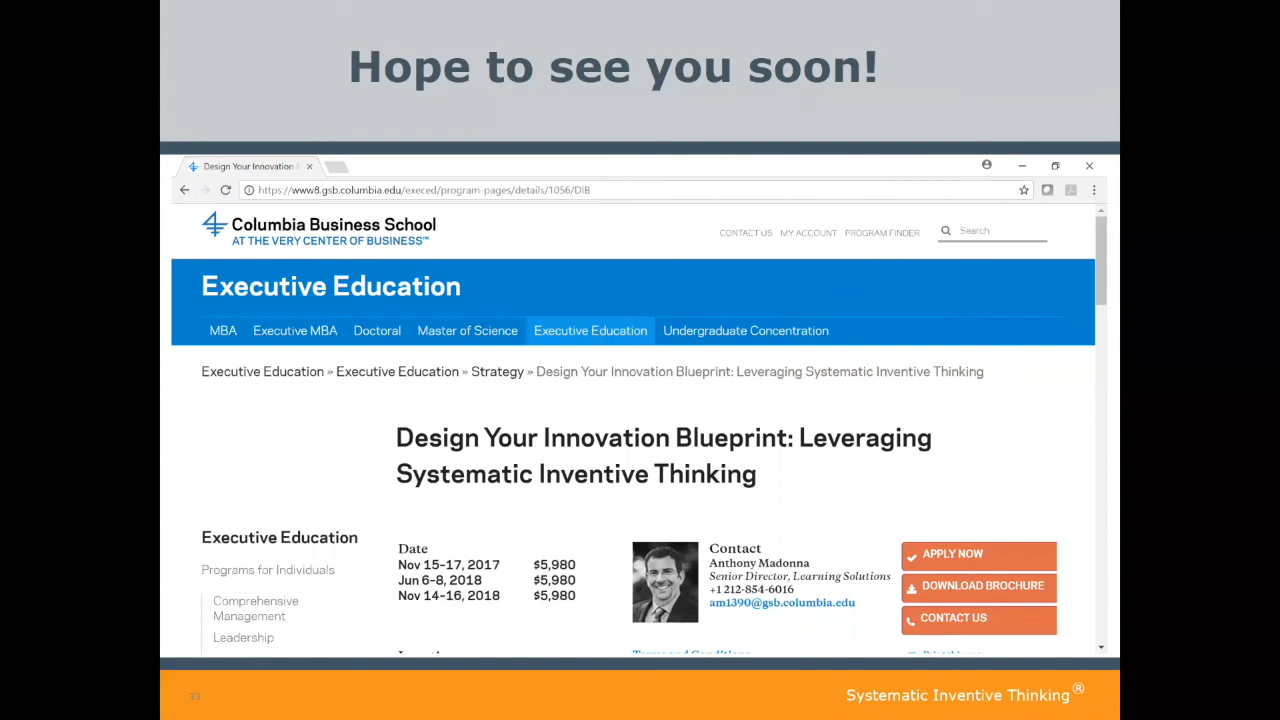 Hope to see you soon!
Design Your Innovation
https://www8.gsb.columbia.edu/execed/program-pages/details/1056/DIB
Columbia Business School
AT THE VERY CENTER OF BUSINESS™
CONTACT US MY ACCOUNT PROGRAM FINDER Search
Executive Education
MBA Executive MBA Doctoral Master of Science Executive Education Undergraduate Concentration
Executive Education » Executive Education » Strategy » Design Your Innovation Blueprint: Leveraging Systematic Inventive Thinking
Design Your Innovation Blueprint: Leveraging
Systematic Inventive Thinking
Executive Education
Programs for Individuals
Comprehensive
Management
Leadership
Date
Nov 15-17, 2017 $5,980
Jun 6-8, 2018 $5,980
Nov 14-16, 2018 $5,980
Contact
Anthony Madonna
Senior Director, Learning Solutions
+1 212-854-6016
am1390@gsb.columbia.edu
Terms and Conditions
APPLY NOW
DOWNLOAD BROCHURE
CONTACT US
33
Systematic Inventive Thinking®